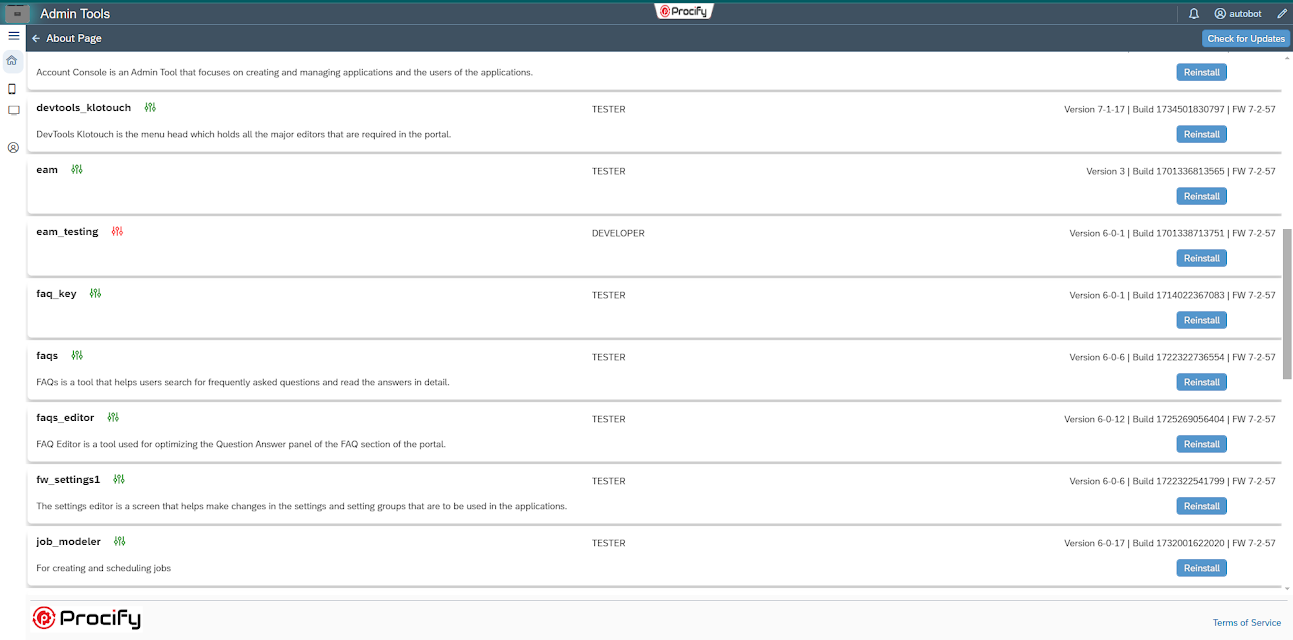 Admin Tools
Procify
autobot
About Page
Check for Updates
Account Console is an Admin Tool that focuses on creating and managing applications and the users of the applications.
Reinstall
devtools_klotouch
TESTER
Version 7-1-17 | Build 1734501830797 | FW 7-2-57
DevTools Klotouch is the menu head which holds all the major editors that are required in the portal.
Reinstall
eam
TESTER
Version 3 | Build 1701336813565 | FW 7-2-57
Reinstall
eam_testing
DEVELOPER
Version 6-0-1 | Build 1701338713751 | FW 7-2-57
Reinstall
faq_key
TESTER
Version 6-0-1 | Build 1714022367083 | FW 7-2-57
Reinstall
faqs
TESTER
Version 6-0-6 | Build 1722322736554 | FW 7-2-57
FAQs is a tool that helps users search for frequently asked questions and read the answers in detail.
Reinstall
faqs_editor
TESTER
Version 6-0-12 | Build 1725269056404 | FW 7-2-57
FAQ Editor is a tool used for optimizing the Question Answer panel of the FAQ section of the portal.
Reinstall
fw_settings1
TESTER
Version 6-0-6 | Build 1722322541799 | FW 7-2-57
The settings editor is a screen that helps make changes in the settings and setting groups that are to be used in the applications.
Reinstall
job_modeler
TESTER
Version 6-0-17 | Build 1732001622020 | FW 7-2-57
For creating and scheduling jobs
Reinstall
Procify
Terms of Service